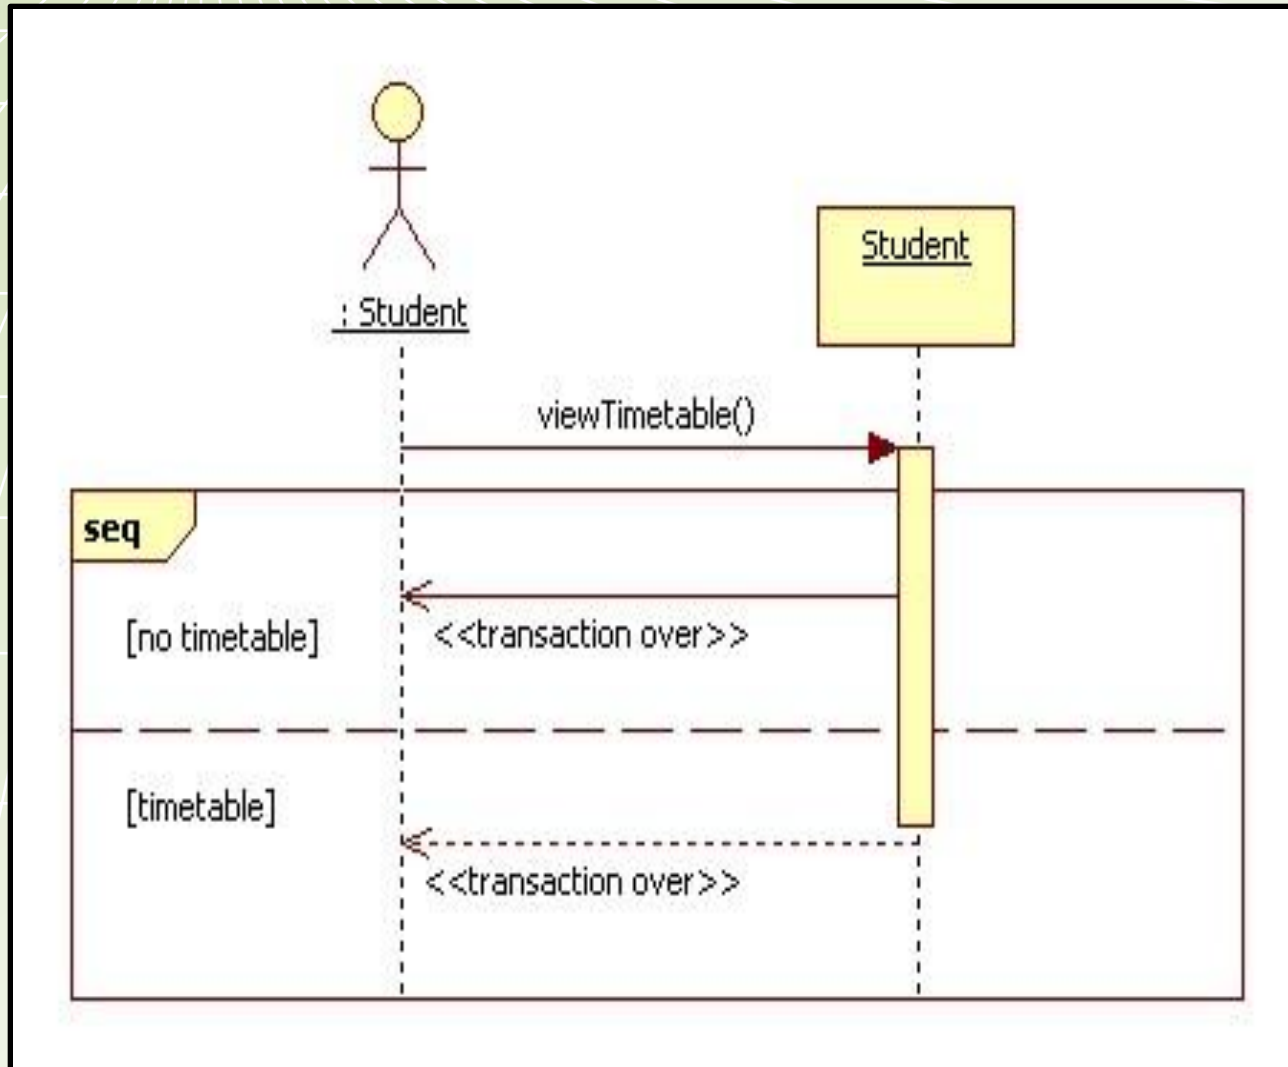 : Student
Student
viewTimetable()
seq
[no timetable]
<<transaction over>>
[timetable]
<<transaction over>>